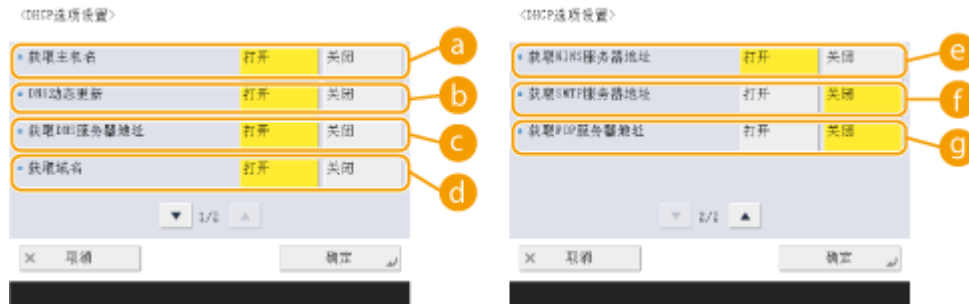 <DHCP选项设置>
获取主机名 打开 关闭 a
DNS动态更新 打开 关闭 b
获取DNS服务器地址 打开 关闭 c
获取域名 打开 关闭 d
1/2
× 取消 确定
<DHCP选项设置>
获取WINS服务器地址 打开 关闭 e
获取SMTP服务器地址 打开 关闭 f
获取POP服务器地址 打开 关闭 g
2/2
× 取消 确定